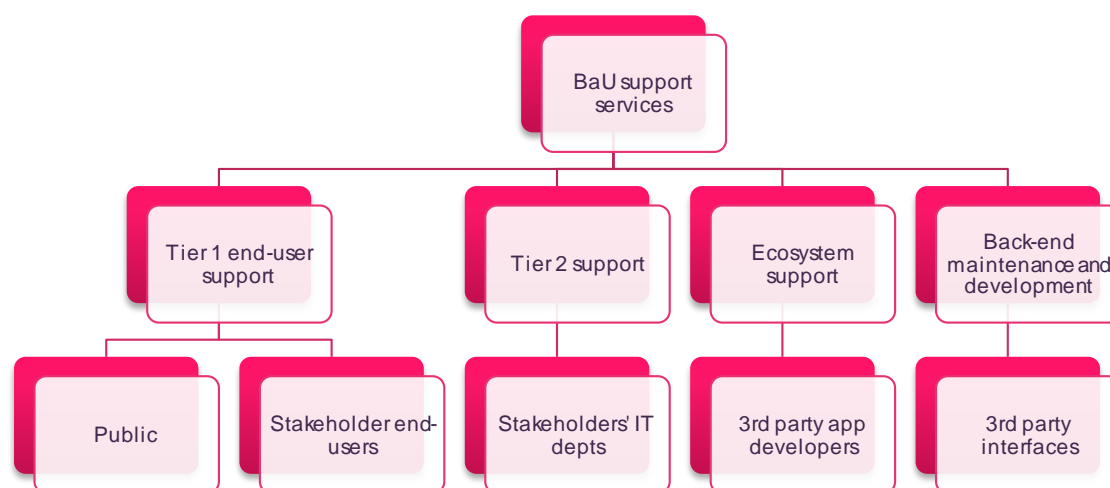 BaU support
services
Tier 1 end-user
support
Tier 2 support
Ecosystem
support
Back-end
maintenance and
development
Public
Stakeholder end-
users
Stakeholders' IT
depts
3rd party app
developers
3rd party
interfaces